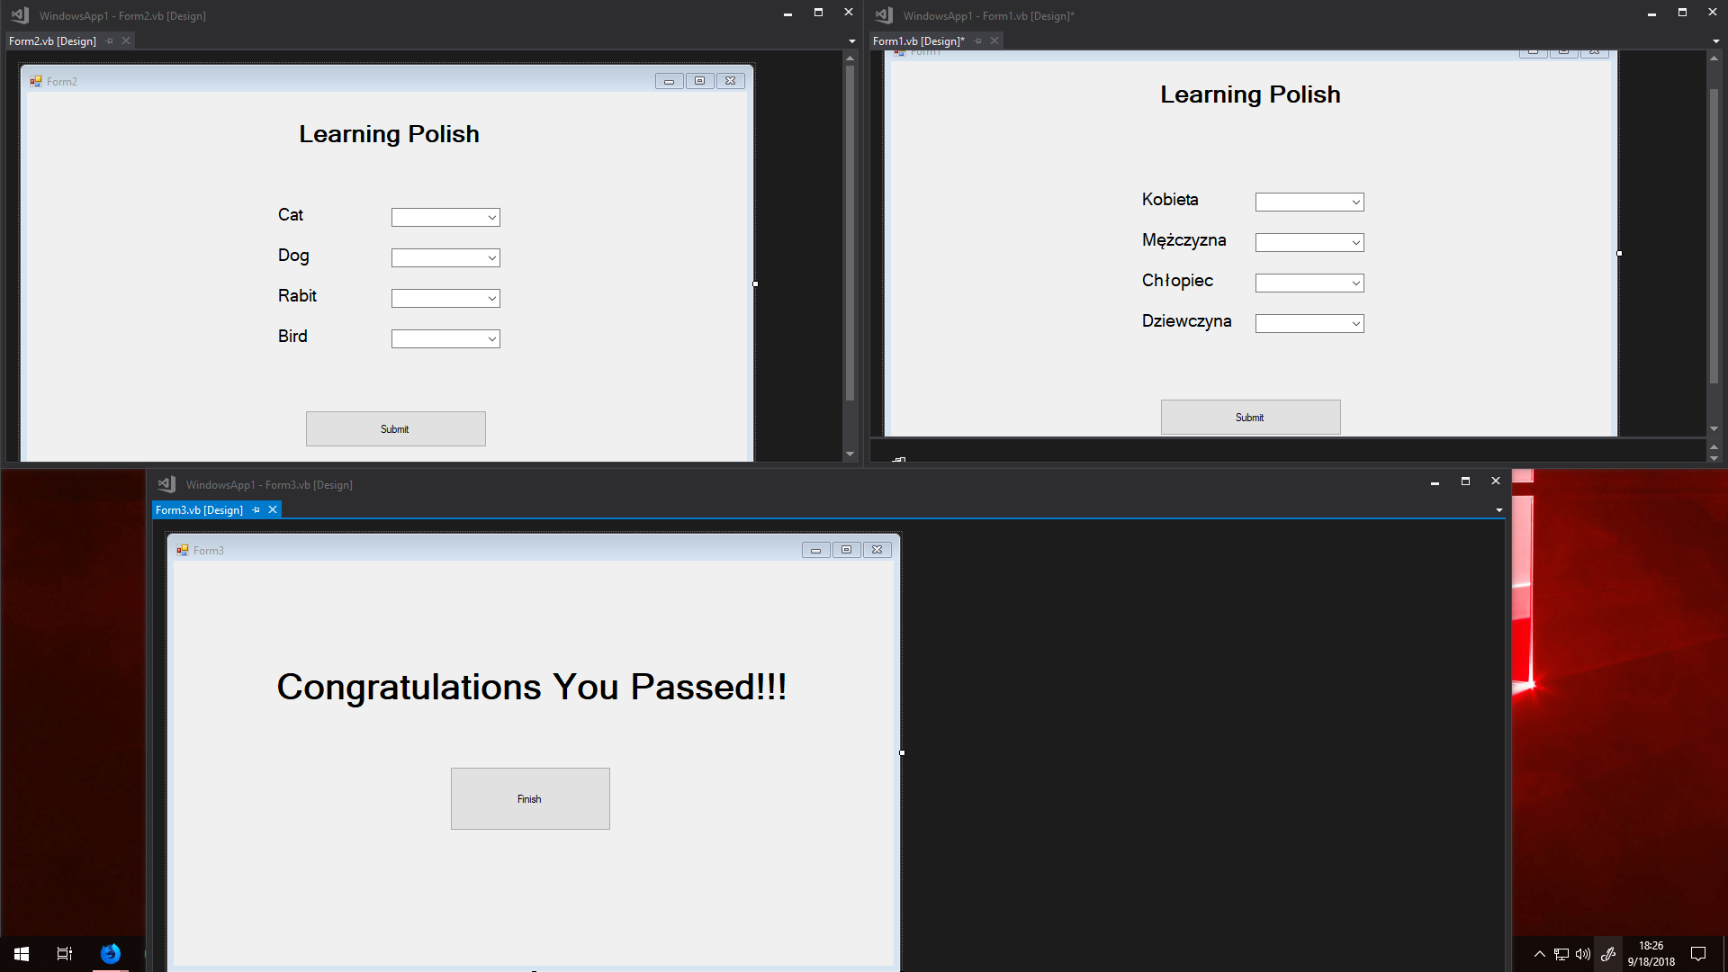 WindowsApp1 - Form2.vb [Design]
Form2.vb [Design]
Form2
Learning Polish
Cat
Dog
Rabit
Bird
Submit
WindowsApp1 - Form1.vb [Design]*
Form1.vb [Design]*
Form1
Learning Polish
Kobieta
Mężczyzna
Chłopiec
Dziewczyna
Submit
WindowsApp1 - Form3.vb [Design]
Form3.vb [Design]
Form3
Congratulations You Passed!!!
Finish
18:26
9/18/2018